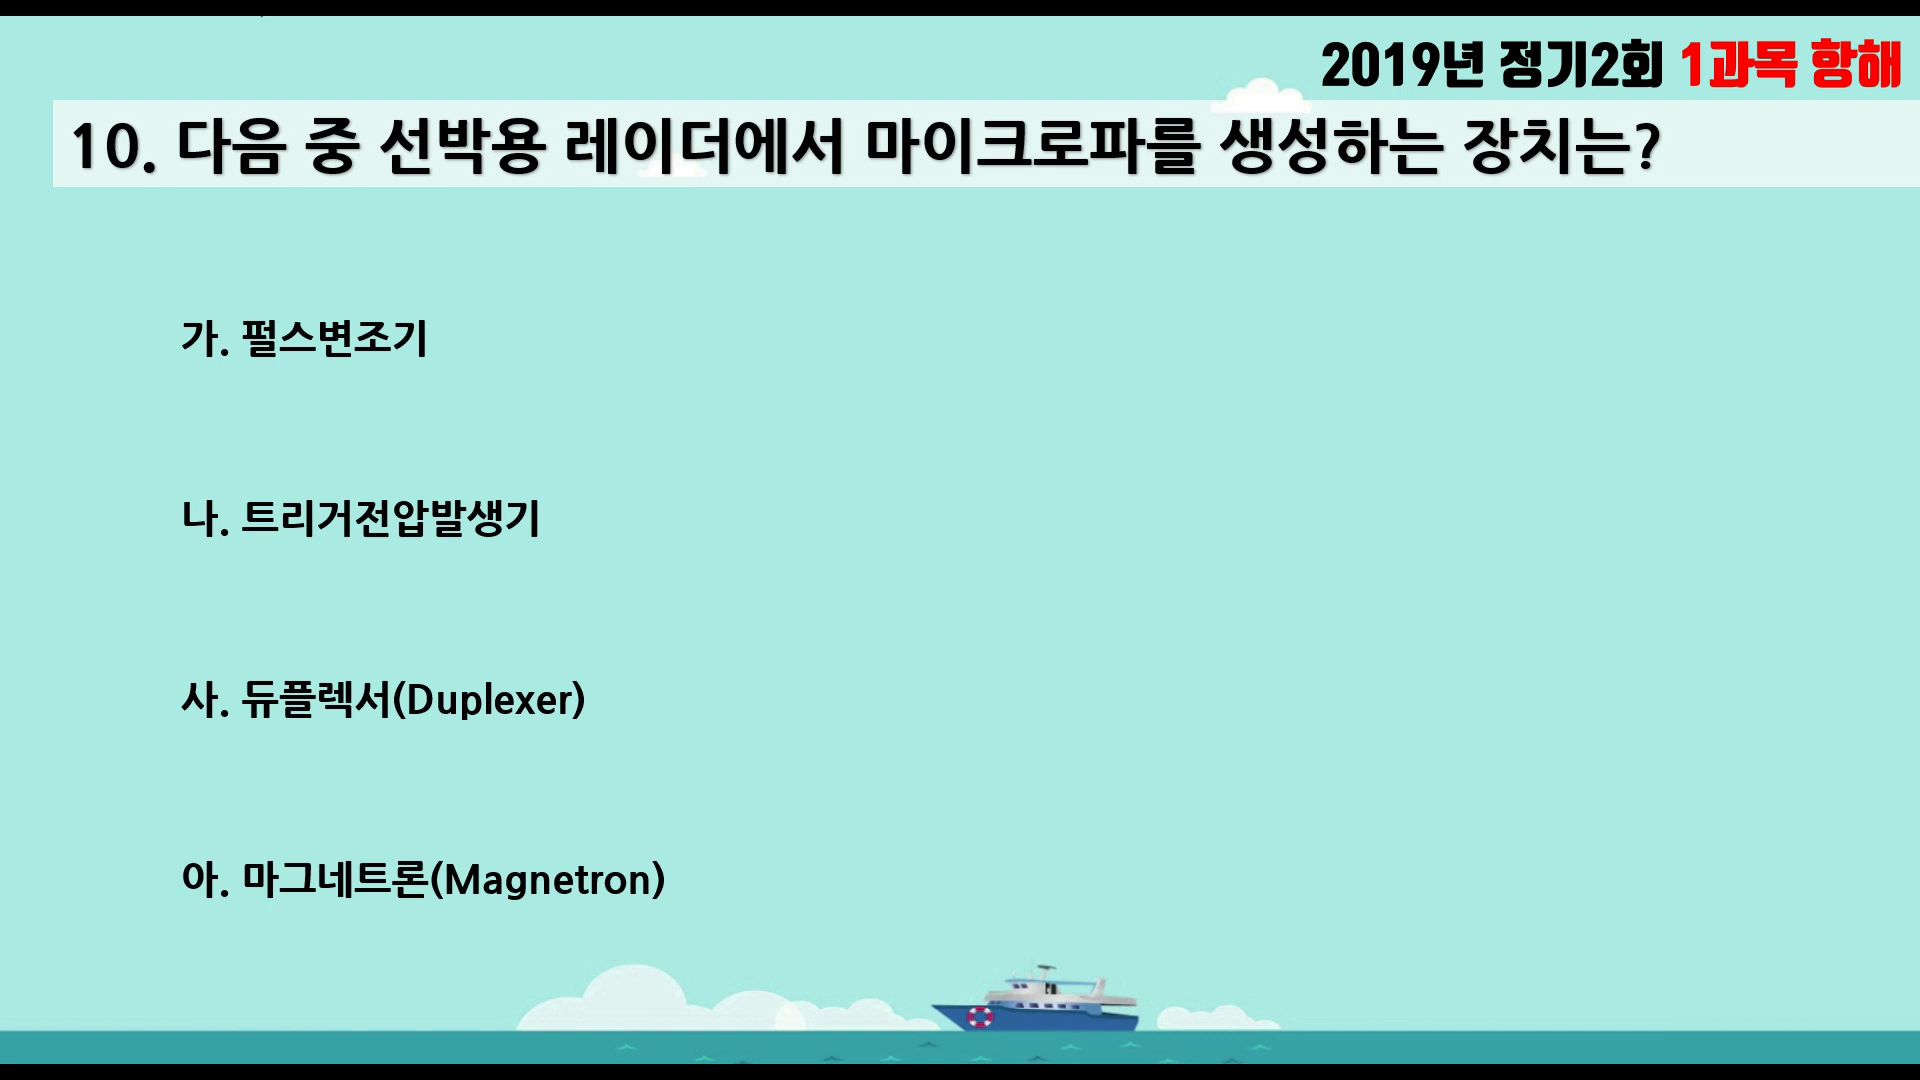 2019년 정기2회 1과목 항해
10. 다음 중 선박용 레이더에서 마이크로파를 생성하는 장치는?
가. 펄스변조기
나. 트리거전압발생기
사. 듀플렉서(Duplexer)
아. 마그네트론(Magnetron)